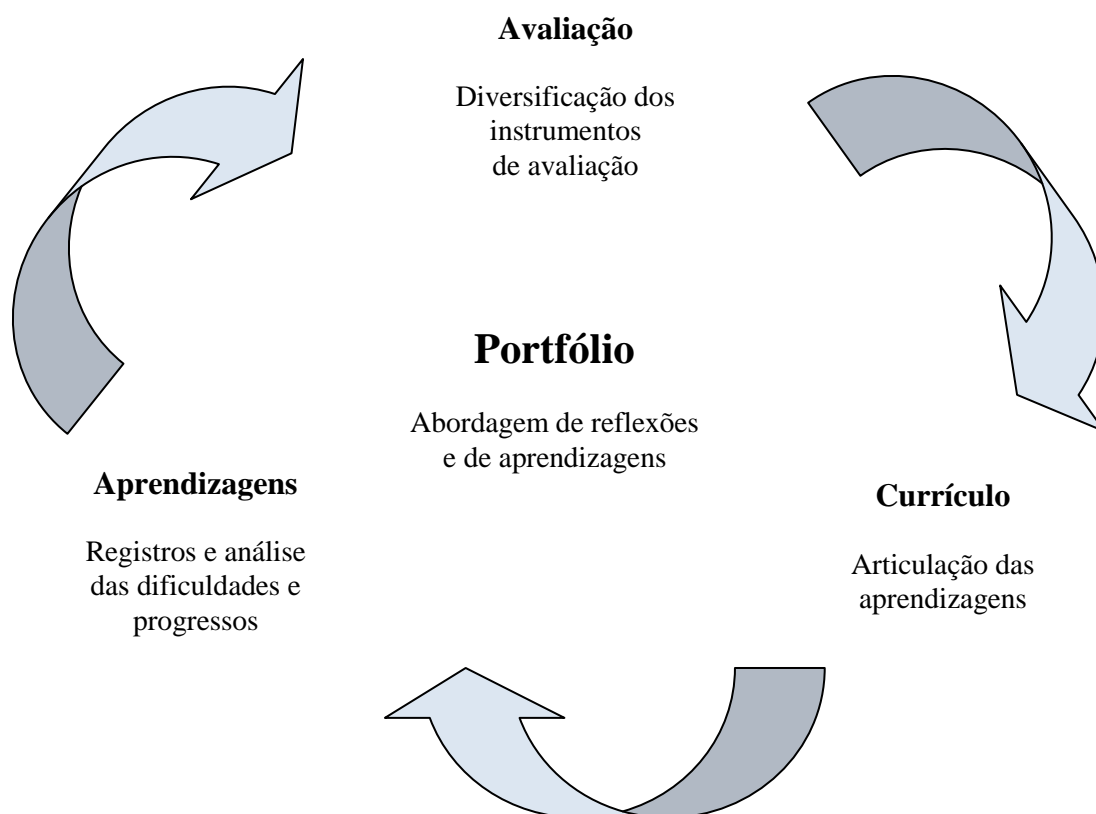 Avaliação
Diversificação dos
instrumentos
de avaliação
Portfólio
Abordagem de reflexões
e de aprendizagens
Aprendizagens
Registros e análise
das dificuldades e
progressos
Currículo
Articulação das
aprendizagens